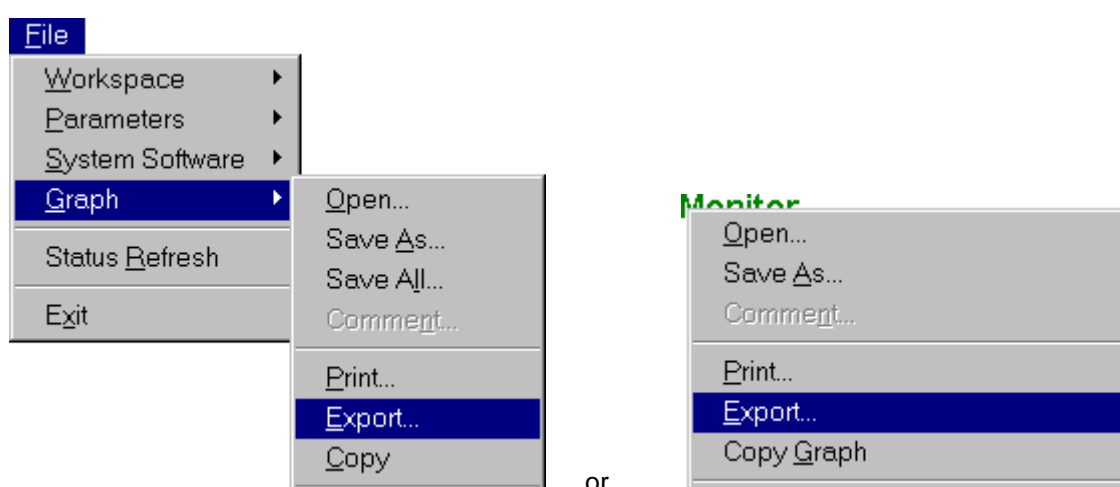 File
Workspace
Parameters
System Software
Graph
Status Refresh
Exit
Open...
Save As...
Save All...
Comment...
Print...
Export...
Copy
or
Monitor
Open...
Save As...
Comment...
Print...
Export...
Copy Graph